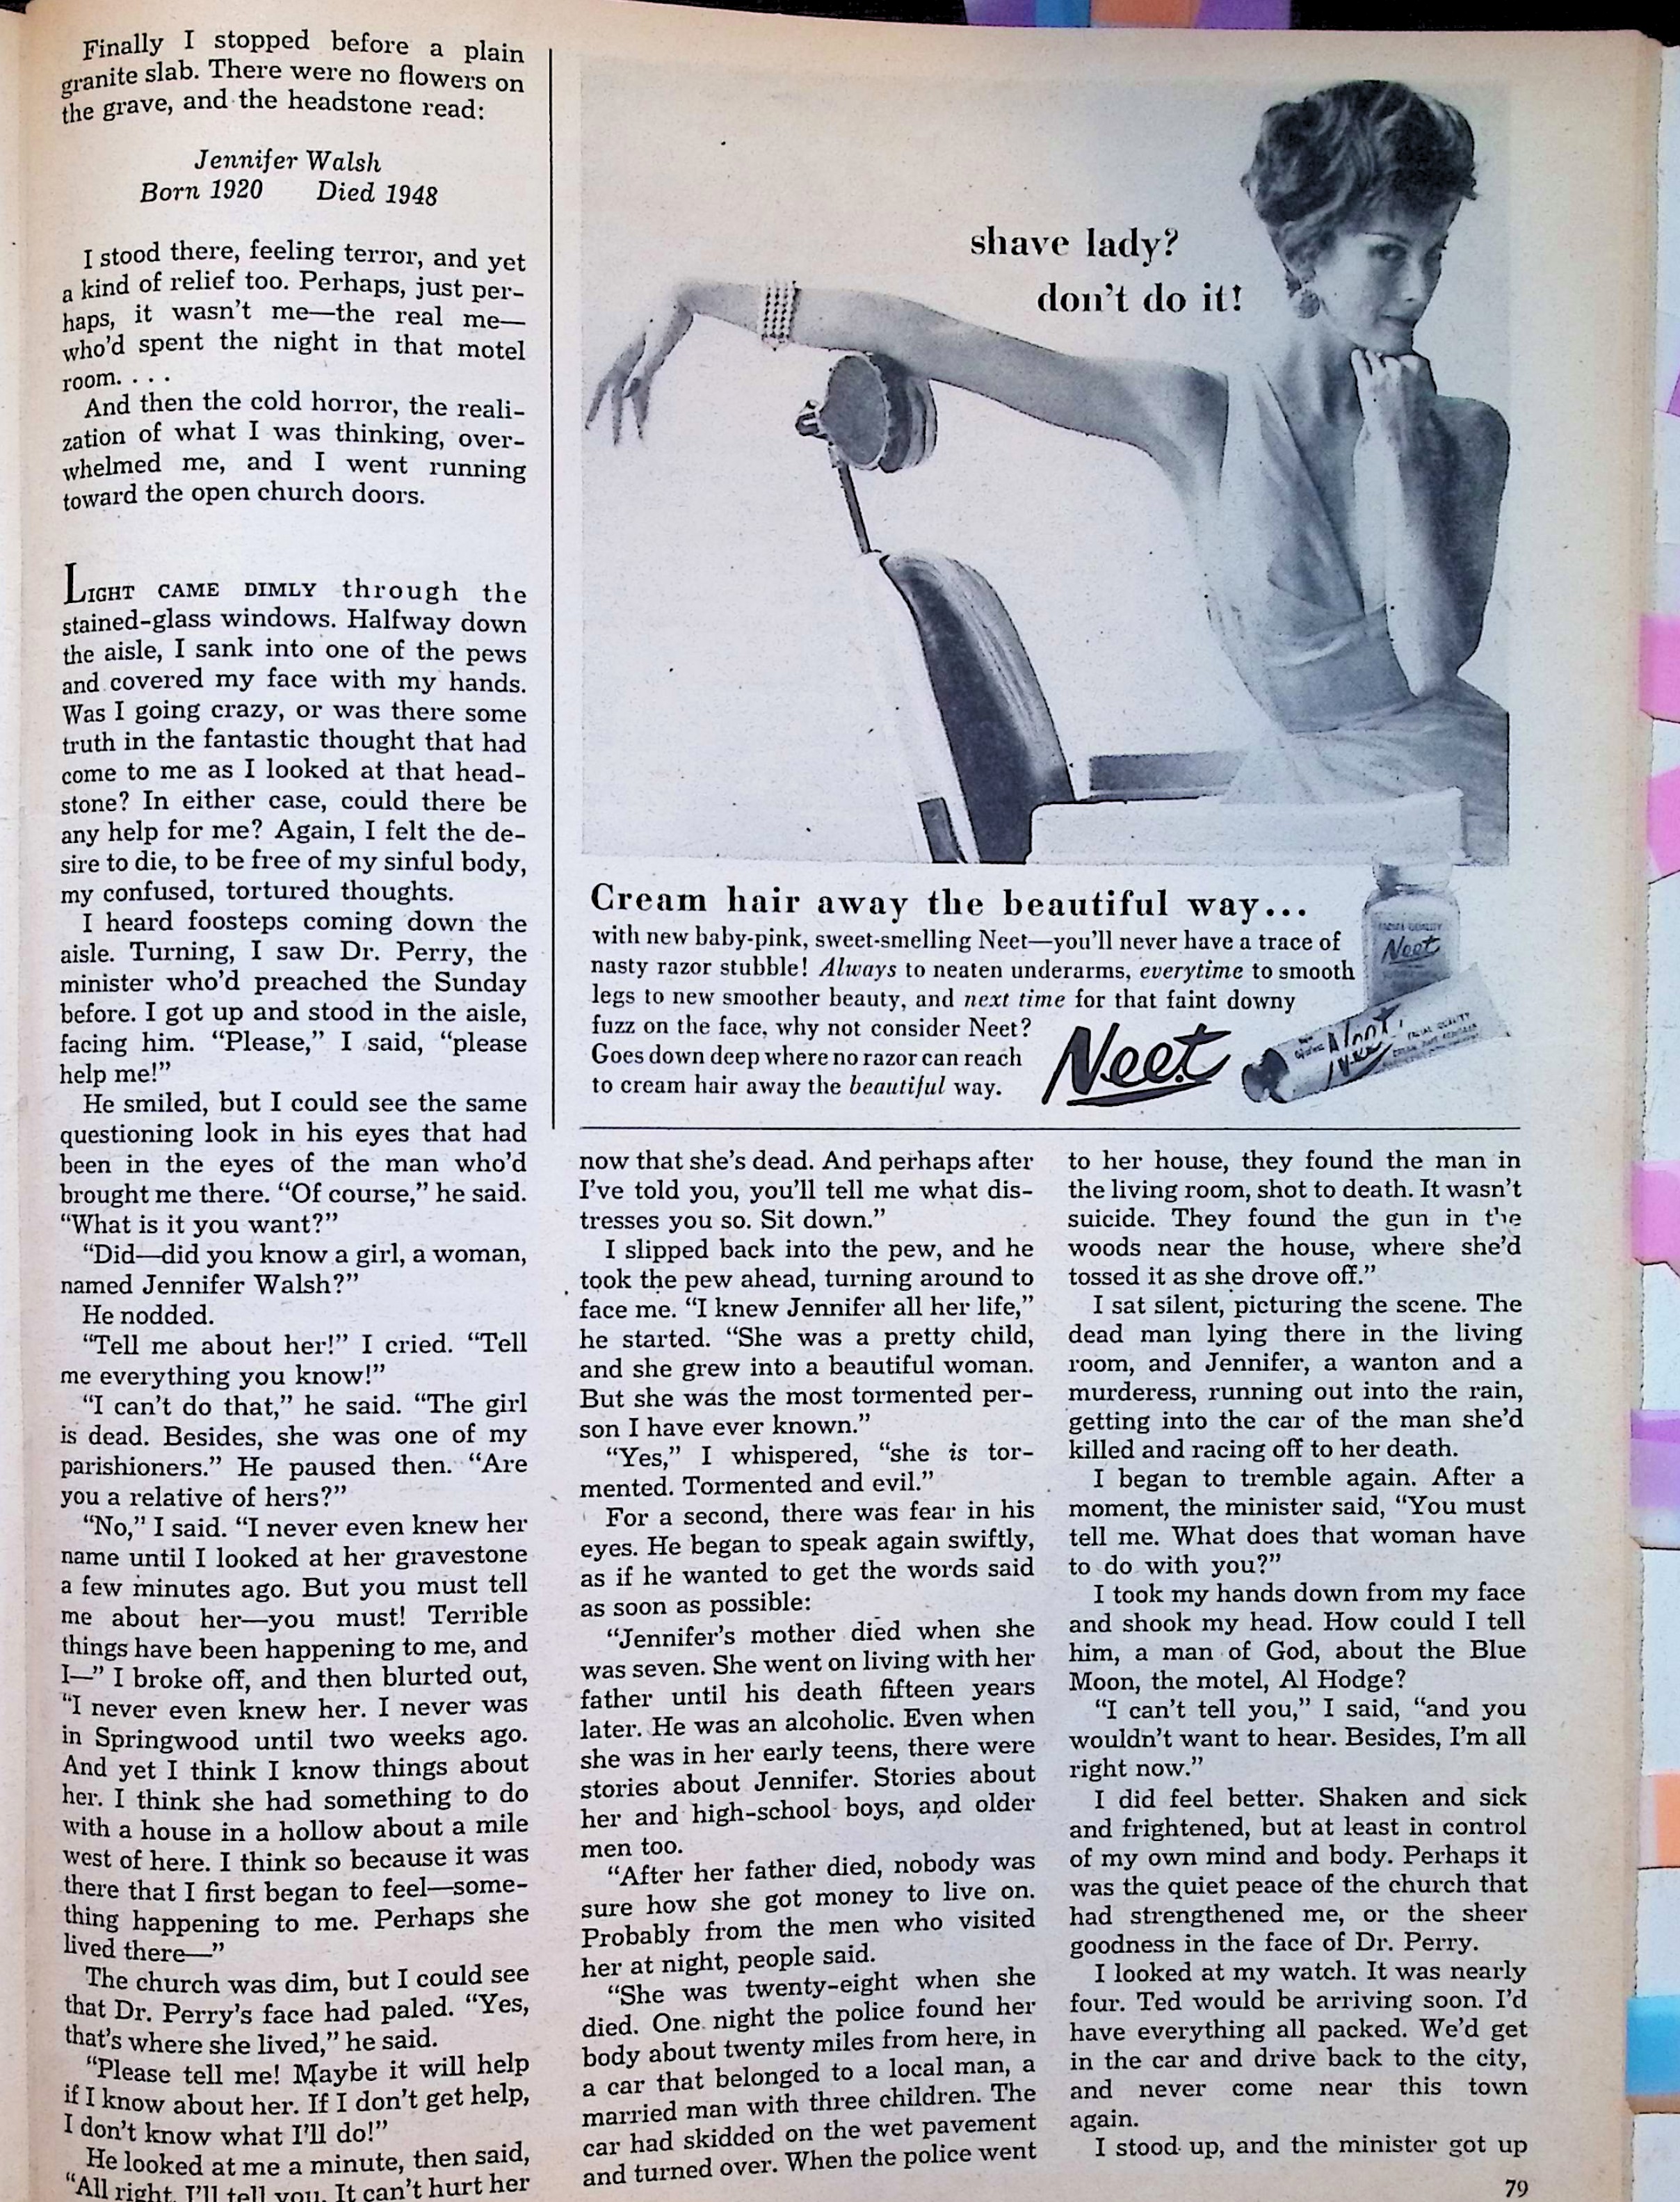 Finally I stopped before a plain
granite slab. There were no flowers on
the grave, and the headstone read:
Jennifer Walsh
Born 1920 Died 1948
I stood there, feeling terror, and yet
a kind of relief too. Perhaps, just per-
haps, it wasn't me—the real me—
who'd spent the night in that motel
room. . . .
And then the cold horror, the reali-
zation of what I was thinking, over-
whelmed me, and I went running
toward the open church doors.
LIGHT CAME DIMLY through the
stained-glass windows. Halfway down
the aisle, I sank into one of the pews
and covered my face with my hands.
Was I going crazy, or was there some
truth in the fantastic thought that had
come to me as I looked at that head-
stone? In either case, could there be
any help for me? Again, I felt the de-
sire to die, to be free of my sinful body,
my confused, tortured thoughts.
I heard foosteps coming down the
aisle. Turning, I saw Dr. Perry, the
minister who'd preached the Sunday
before. I got up and stood in the aisle,
facing him. "Please," I said, "please
help me!"
He smiled, but I could see the same
questioning look in his eyes that had
been in the eyes of the man who'd
brought me there. "Of course," he said.
"What is it you want?"
"Did—did you know a girl, a woman,
named Jennifer Walsh?"
He nodded.
"Tell me about her!" I cried. "Tell
me everything you know!"
"I can't do that," he said. "The girl
is dead. Besides, she was one of my
parishioners." He paused then. "Are
you a relative of hers?"
"No," I said. "I never even knew her
name until I looked at her gravestone
a few minutes ago. But you must tell
me about her—you must! Terrible
things have been happening to me, and
I—" I broke off, and then blurted out,
"I never even knew her. I never was
in Springwood until two weeks ago.
And yet I think I know things about
her. I think she had something to do
with a house in a hollow about a mile
west of here. I think so because it was
there that I first began to feel—some-
thing happening to me. Perhaps she
lived there—"
The church was dim, but I could see
that Dr. Perry's face had paled. "Yes,
that's where she lived," he said.
"Please tell me! Maybe it will help
if I know about her. If I don't get help,
I don't know what I'll do!"
He looked at me a minute, then said,
"All right, I'll tell you. It can't hurt her
shave lady?
don't do it!
Cream hair away the beautiful way...
with new baby-pink, sweet-smelling Neet—you'll never have a trace of
nasty razor stubble! Always to neaten underarms, everytime to smooth
legs to new smoother beauty, and next time for that faint downy
fuzz on the face, why not consider Neet?
Goes down deep where no razor can reach
to cream hair away the beautiful way.
Neet
Neet
Neet
FACIAL QUALITY
now that she's dead. And perhaps after
I've told you, you'll tell me what dis-
tresses you so. Sit down."
I slipped back into the pew, and he
took the pew ahead, turning around to
face me. "I knew Jennifer all her life,"
he started. "She was a pretty child,
and she grew into a beautiful woman.
But she was the most tormented per-
son I have ever known."
"Yes," I whispered, "she is tor-
mented. Tormented and evil."
For a second, there was fear in his
eyes. He began to speak again swiftly,
as if he wanted to get the words said
as soon as possible:
"Jennifer's mother died when she
was seven. She went on living with her
father until his death fifteen years
later. He was an alcoholic. Even when
she was in her early teens, there were
stories about Jennifer. Stories about
her and high-school boys, and older
men too.
"After her father died, nobody was
sure how she got money to live on.
Probably from the men who visited
her at night, people said.
"She was twenty-eight when she
died. One night the police found her
body about twenty miles from here, in
a car that belonged to a local man, a
married man with three children. The
car had skidded on the wet pavement
and turned over. When the police went
to her house, they found the man in
the living room, shot to death. It wasn't
suicide. They found the gun in the
woods near the house, where she'd
tossed it as she drove off."
I sat silent, picturing the scene. The
dead man lying there in the living
room, and Jennifer, a wanton and a
murderess, running out into the rain,
getting into the car of the man she'd
killed and racing off to her death.
I began to tremble again. After a
moment, the minister said, "You must
tell me. What does that woman have
to do with you?"
I took my hands down from my face
and shook my head. How could I tell
him, a man of God, about the Blue
Moon, the motel, Al Hodge?
"I can't tell you," I said, "and you
wouldn't want to hear. Besides, I'm all
right now."
I did feel better. Shaken and sick
and frightened, but at least in control
of my own mind and body. Perhaps it
was the quiet peace of the church that
had strengthened me, or the sheer
goodness in the face of Dr. Perry.
I looked at my watch. It was nearly
four. Ted would be arriving soon. I'd
have everything all packed. We'd get
in the car and drive back to the city,
and never come near this town
again.
I stood up, and the minister got up
79